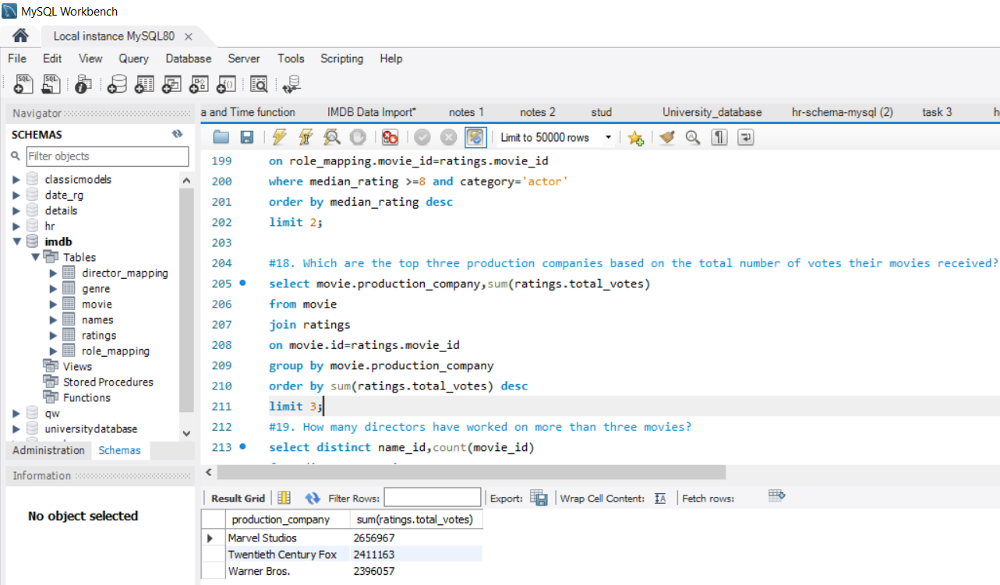 MySQL Workbench
Local instance MySQL80
File Edit View Query Database Server Tools Scripting Help
Navigator
SCHEMAS
Filter objects
classicmodels
date_rg
details
hr
imdb
Tables
director_mapping
genre
movie
names
ratings
role_mapping
Views
Stored Procedures
Functions
qw
universitydatabase
Administration Schemas
Information
No object selected
a and Time function IMDB Data Import* notes 1 notes 2 stud University_database hr-schema-mysql (2) task 3 h
Limit to 50000 rows
199 on role_mapping.movie_id=ratings.movie_id
200 where median_rating >=8 and category='actor'
201 order by median_rating desc
202 limit 2;
203
204 #18. Which are the top three production companies based on the total number of votes their movies received?
205 select movie.production_company,sum(ratings.total_votes)
206 from movie
207 join ratings
208 on movie.id=ratings.movie_id
209 group by movie.production_company
210 order by sum(ratings.total_votes) desc
211 limit 3;
212 #19. How many directors have worked on more than three movies?
213 select distinct name_id,count(movie_id)
Result Grid Filter Rows: Export: Wrap Cell Content: Fetch rows:
production_company sum(ratings.total_votes)
Marvel Studios 2656967
Twentieth Century Fox 2411163
Warner Bros. 2396057